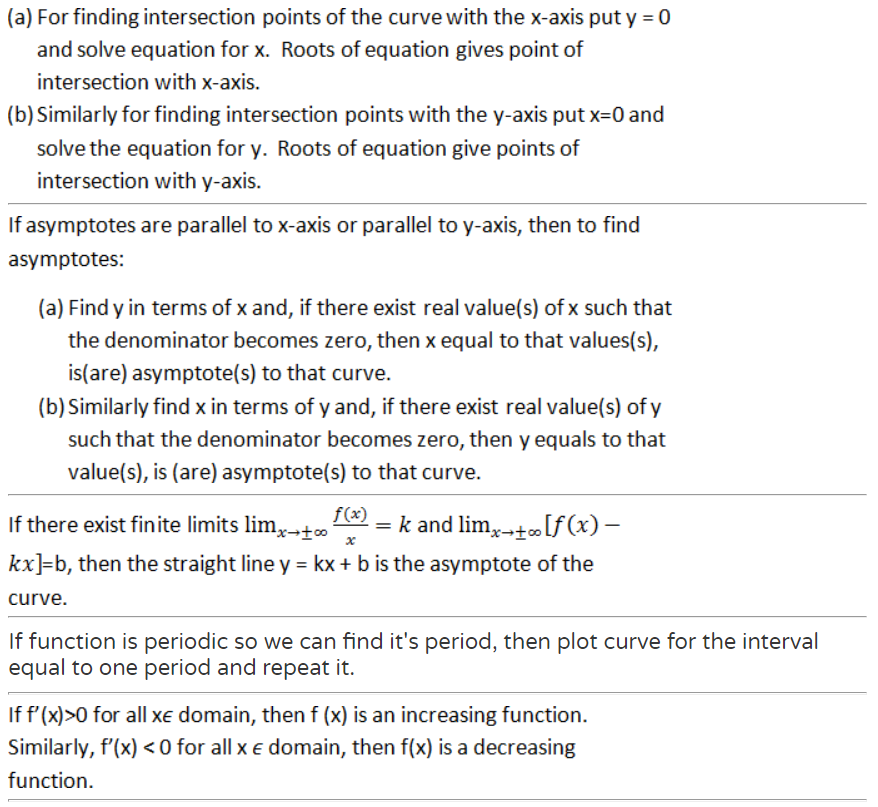 (a) For finding intersection points of the curve with the x-axis put y = 0
and solve equation for x. Roots of equation gives point of
intersection with x-axis.
(b) Similarly for finding intersection points with the y-axis put x=0 and
solve the equation for y. Roots of equation give points of
intersection with y-axis.
If asymptotes are parallel to x-axis or parallel to y-axis, then to find
asymptotes:
(a) Find y in terms of x and, if there exist real value(s) of x such that
the denominator becomes zero, then x equal to that values(s),
is(are) asymptote(s) to that curve.
(b) Similarly find x in terms of y and, if there exist real value(s) of y
such that the denominator becomes zero, then y equals to that
value(s), is (are) asymptote(s) to that curve.
If there exist finite limits lim_{x→±∞} f(x)/x = k and lim_{x→±∞}[f(x) –
kx]=b, then the straight line y = kx + b is the asymptote of the
curve.
If function is periodic so we can find it's period, then plot curve for the interval
equal to one period and repeat it.
If f'(x)>0 for all xϵ domain, then f (x) is an increasing function.
Similarly, f'(x) < 0 for all x ϵ domain, then f(x) is a decreasing
function.